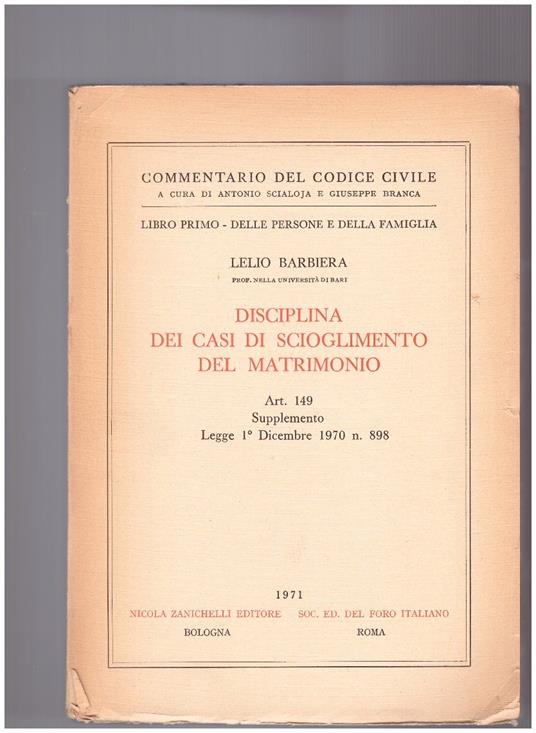 COMMENTARIO DEL CODICE CIVILE
A CURA DI ANTONIO SCIALOJA E GIUSEPPE BRANCA
LIBRO PRIMO - DELLE PERSONE E DELLA FAMIGLIA
LELIO BARBIERA
PROF. NELLA UNIVERSITÀ DI BARI
DISCIPLINA
DEI CASI DI SCIOGLIMENTO
DEL MATRIMONIO
Art. 149
Supplemento
Legge 1° Dicembre 1970 n. 898
1971
NICOLA ZANICHELLI EDITORE SOC. ED. DEL FORO ITALIANO
BOLOGNA ROMA